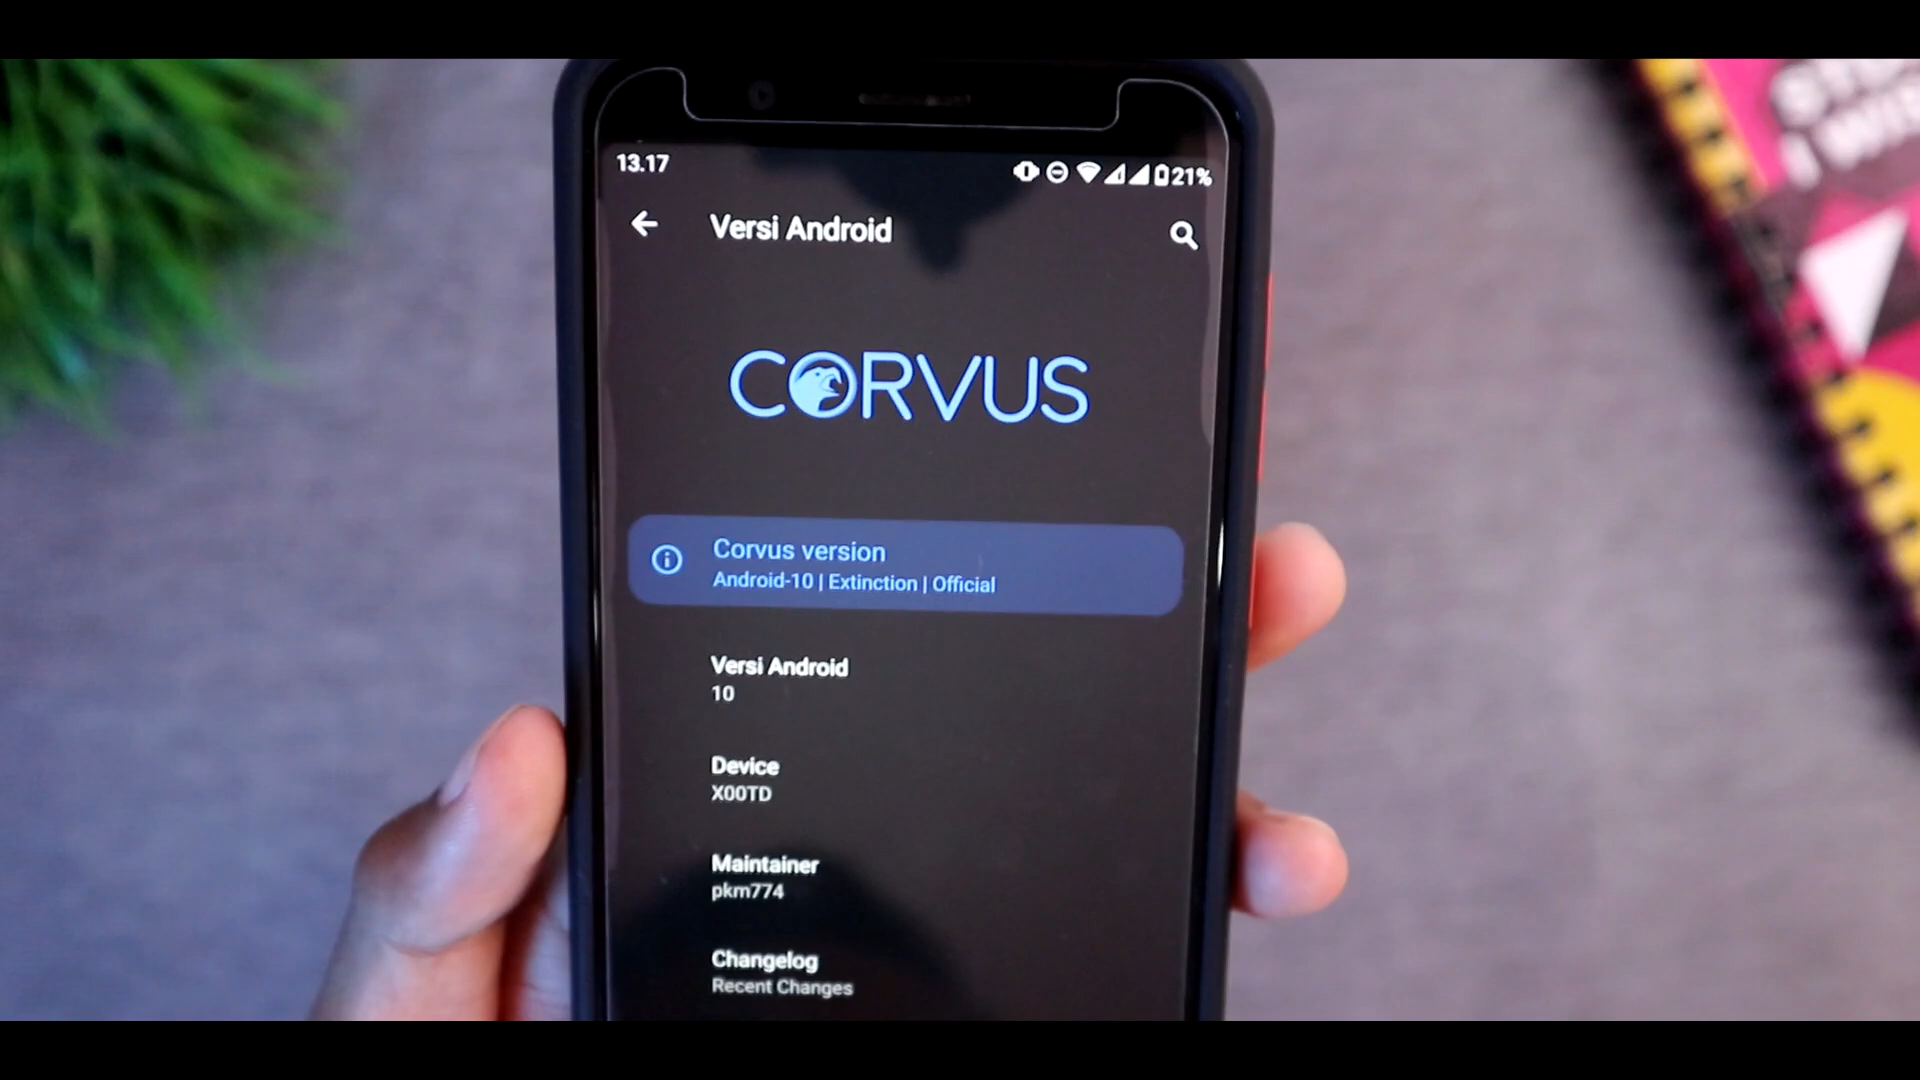 13.17
21%
Versi Android
CORVUS
Corvus version
Android-10 | Extinction | Official
Versi Android
10
Device
X00TD
Maintainer
pkm774
Changelog
Recent Changes